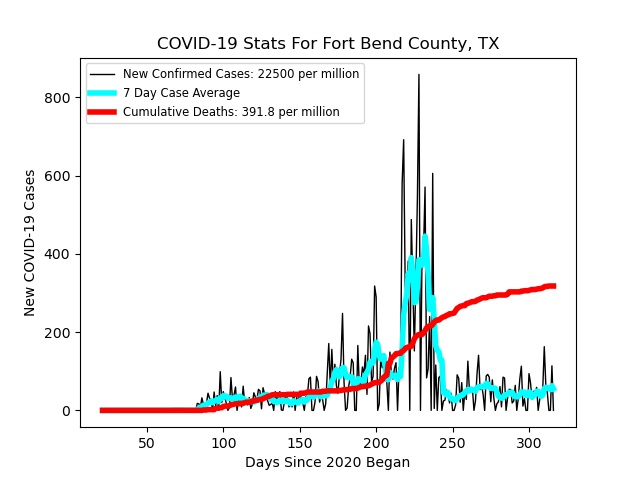 COVID-19 Stats For Fort Bend County, TX
New Confirmed Cases: 22500 per million
7 Day Case Average
Cumulative Deaths: 391.8 per million
New COVID-19 Cases
800
600
400
200
0
50 100 150 200 250 300
Days Since 2020 Began